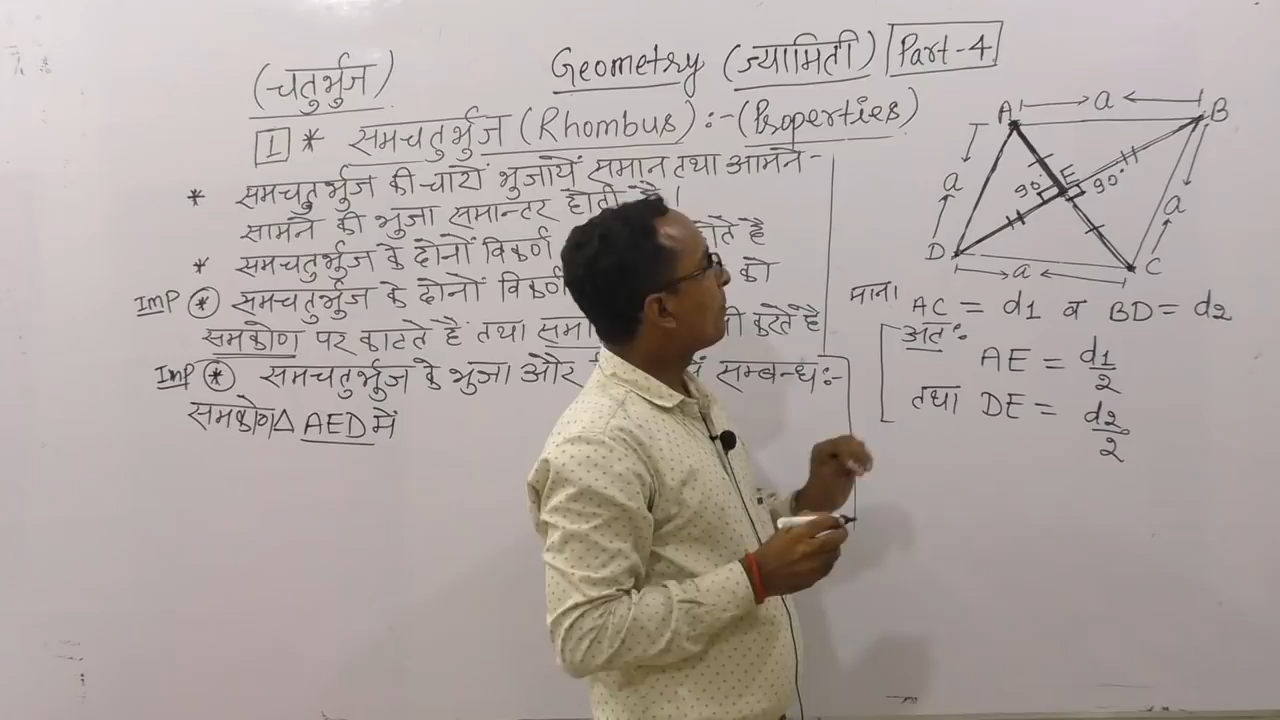 (चतुर्भुज)
Geometry (ज्यामिती) Part-4
1 * समचतुर्भुज (Rhombus) :- (Properties)
* समचतुर्भुज की चारों भुजायें समान तथा आमने-
सामने की भुजा समान्तर होती है।
* समचतुर्भुज के दोनों विकर्ण होते है
IMP * समचतुर्भुज के दोनों विकर्ण को
समकोण पर काटते है तथा समा करते है
IMP * समचतुर्भुज के भुजा और सम्बन्ध:-
समकोण Δ AED में
A a B
a 90° E 90° a
D a C
माना AC = d1 व BD = d2
अतः
AE = d1/2
तथा DE = d2/2